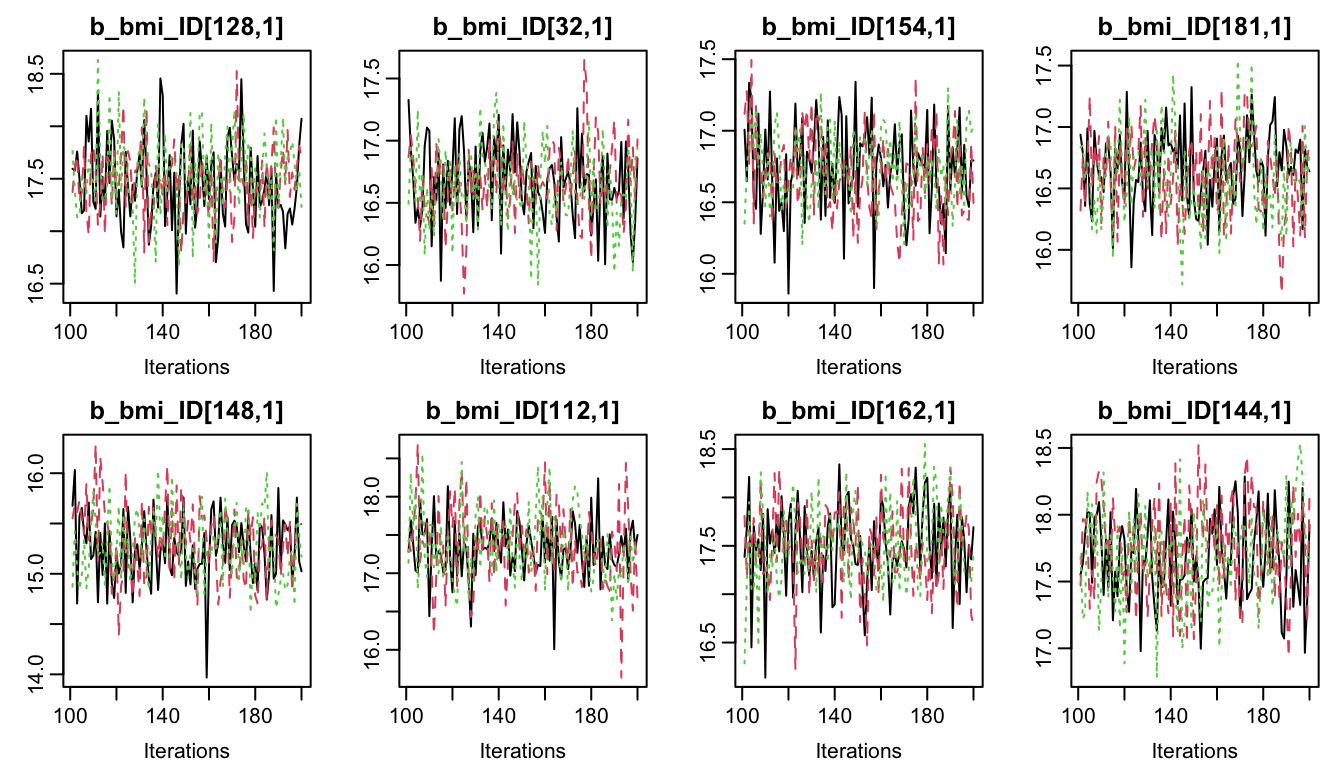 b_bmi_ID[128,1] b_bmi_ID[32,1] b_bmi_ID[154,1] b_bmi_ID[181,1]
18.5 17.5 16.5
17.5 17.0 16.5 16.0
17.5 17.0 16.5 16.0
17.5 17.0 16.5 16.0
100 140 180 100 140 180 100 140 180 100 140 180
Iterations Iterations Iterations Iterations
b_bmi_ID[148,1] b_bmi_ID[112,1] b_bmi_ID[162,1] b_bmi_ID[144,1]
16.0 15.0 14.0
18.0 17.0 16.0
18.5 17.5 16.5
18.5 18.0 17.5 17.0
100 140 180 100 140 180 100 140 180 100 140 180
Iterations Iterations Iterations Iterations